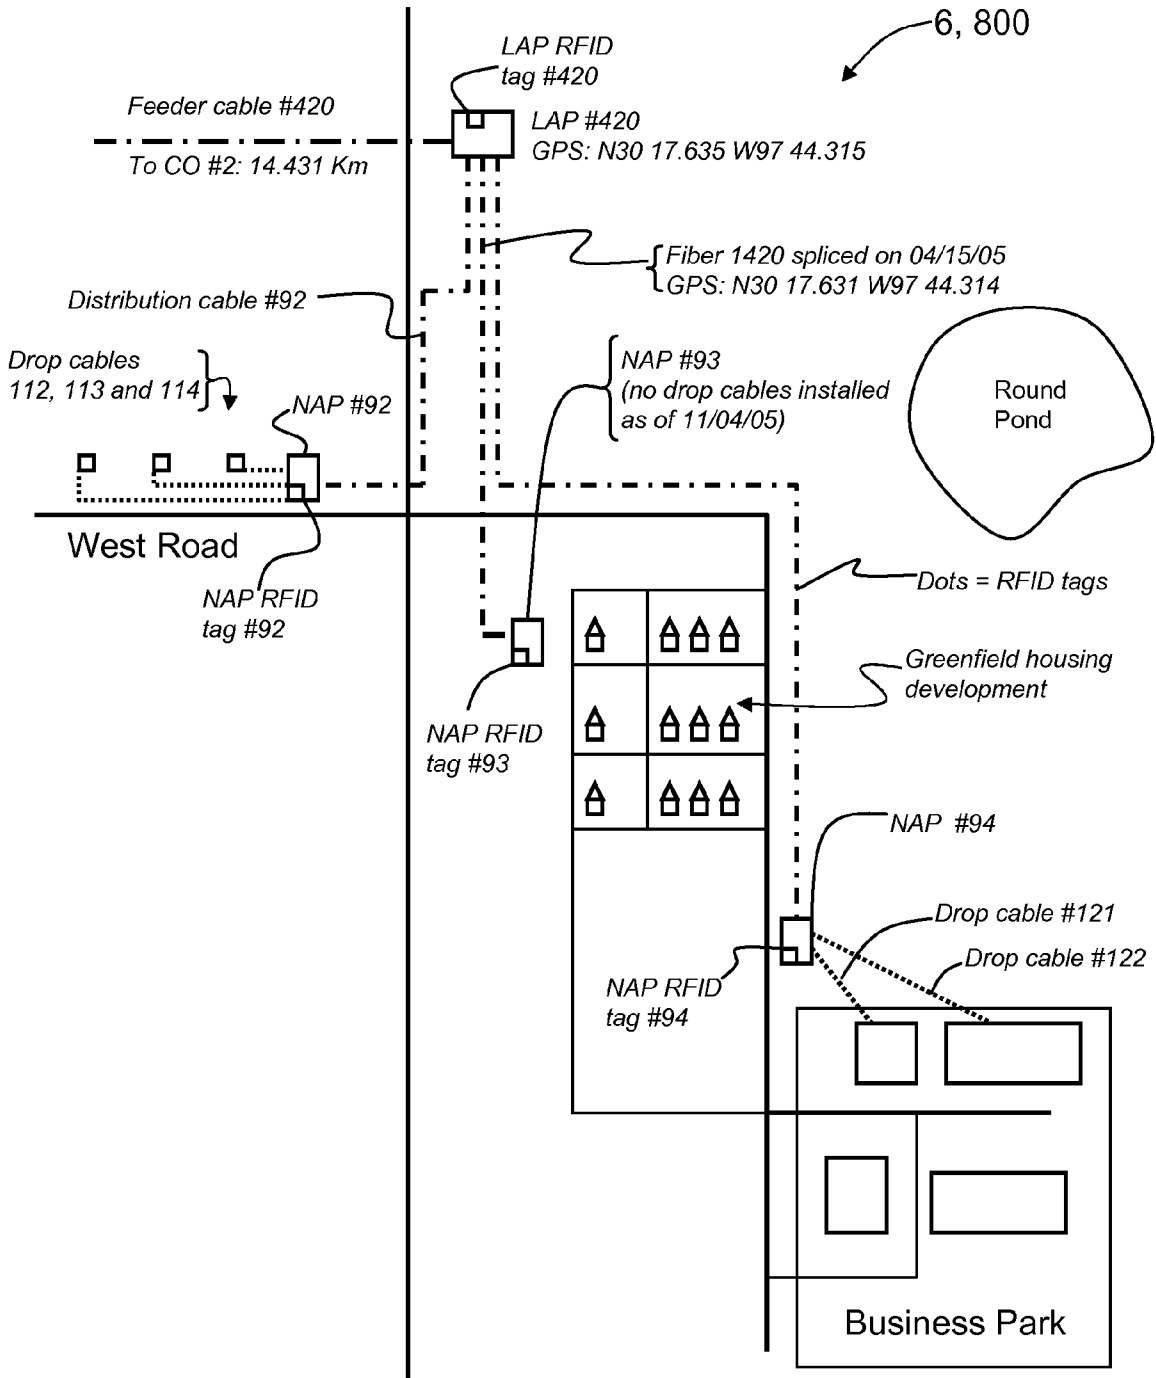 6, 800
LAP RFID
tag #420
Feeder cable #420
To CO #2: 14.431 Km
LAP #420
GPS: N30 17.635 W97 44.315
Fiber 1420 spliced on 04/15/05
GPS: N30 17.631 W97 44.314
Distribution cable #92
Drop cables
112, 113 and 114
NAP #92
NAP #93
(no drop cables installed
as of 11/04/05)
Round
Pond
West Road
NAP RFID
tag #92
Dots = RFID tags
Greenfield housing
development
NAP RFID
tag #93
NAP #94
Drop cable #121
Drop cable #122
NAP RFID
tag #94
Business Park